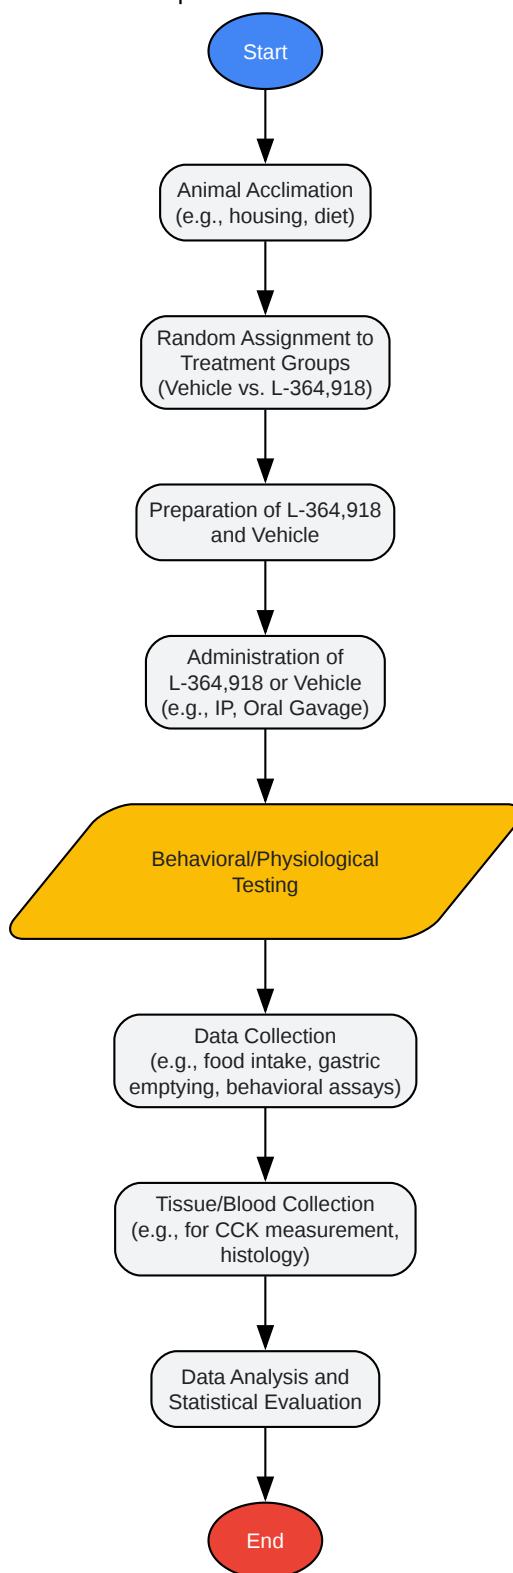 Start
Animal Acclimation
(e.g., housing, diet)
Random Assignment to
Treatment Groups
(Vehicle vs. L-364,918)
Preparation of L-364,918
and Vehicle
Administration of
L-364,918 or Vehicle
(e.g., IP, Oral Gavage)
Behavioral/Physiological
Testing
Data Collection
(e.g., food intake, gastric
emptying, behavioral assays)
Tissue/Blood Collection
(e.g., for CCK measurement,
histology)
Data Analysis and
Statistical Evaluation
End